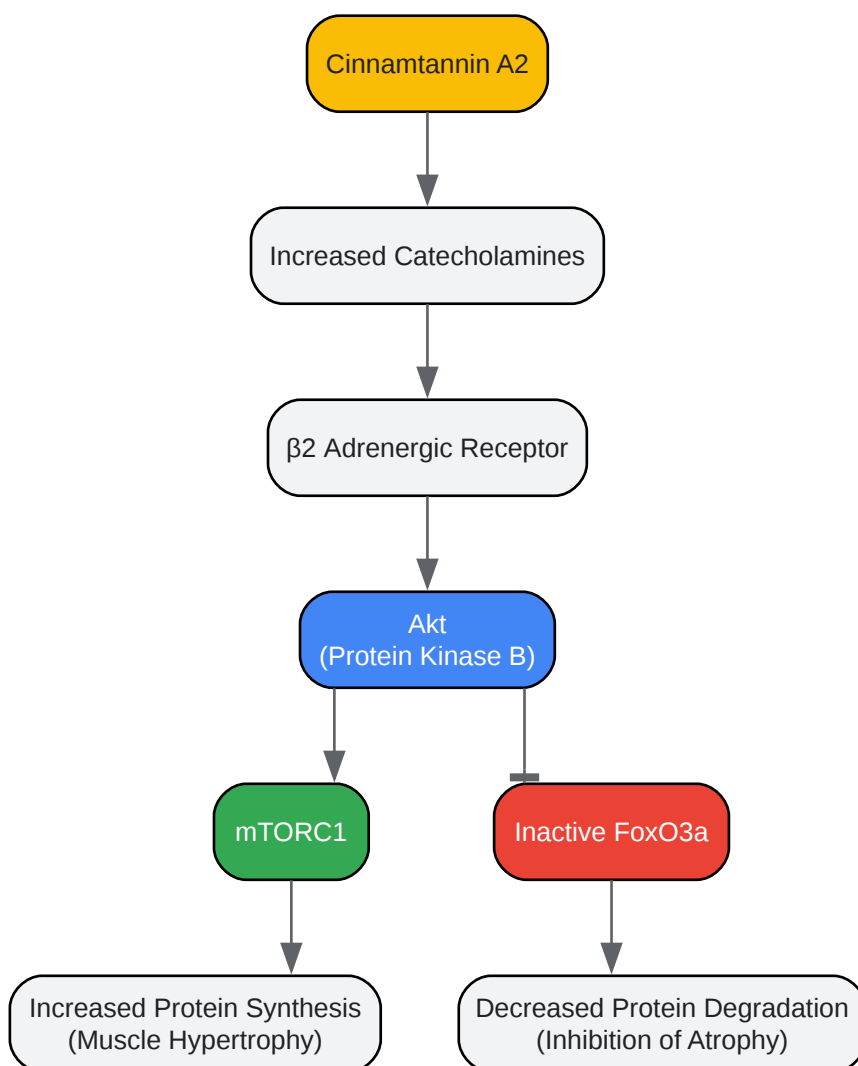 Cinnamtannin A2
Increased Catecholamines
β2 Adrenergic Receptor
Akt
(Protein Kinase B)
mTORC1
Inactive FoxO3a
Increased Protein Synthesis
(Muscle Hypertrophy)
Decreased Protein Degradation
(Inhibition of Atrophy)